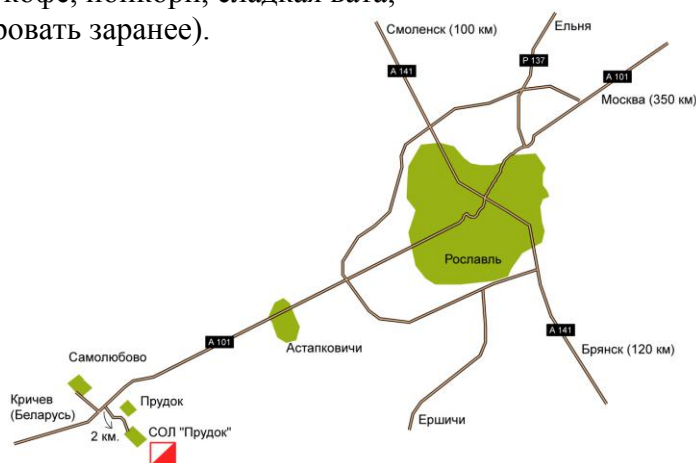 кофе, попкорн, сладкая вата,
ровать заранее).
Смоленск (100 км)
Ельня
А 141
Р 137
А 101
Москва (350 км)
Рославль
А 101
Астапковичи
А 141
Брянск (120 км)
Самолюбово
Кричев
(Беларусь)
Прудок
2 км.
СОЛ "Прудок"
Ершичи